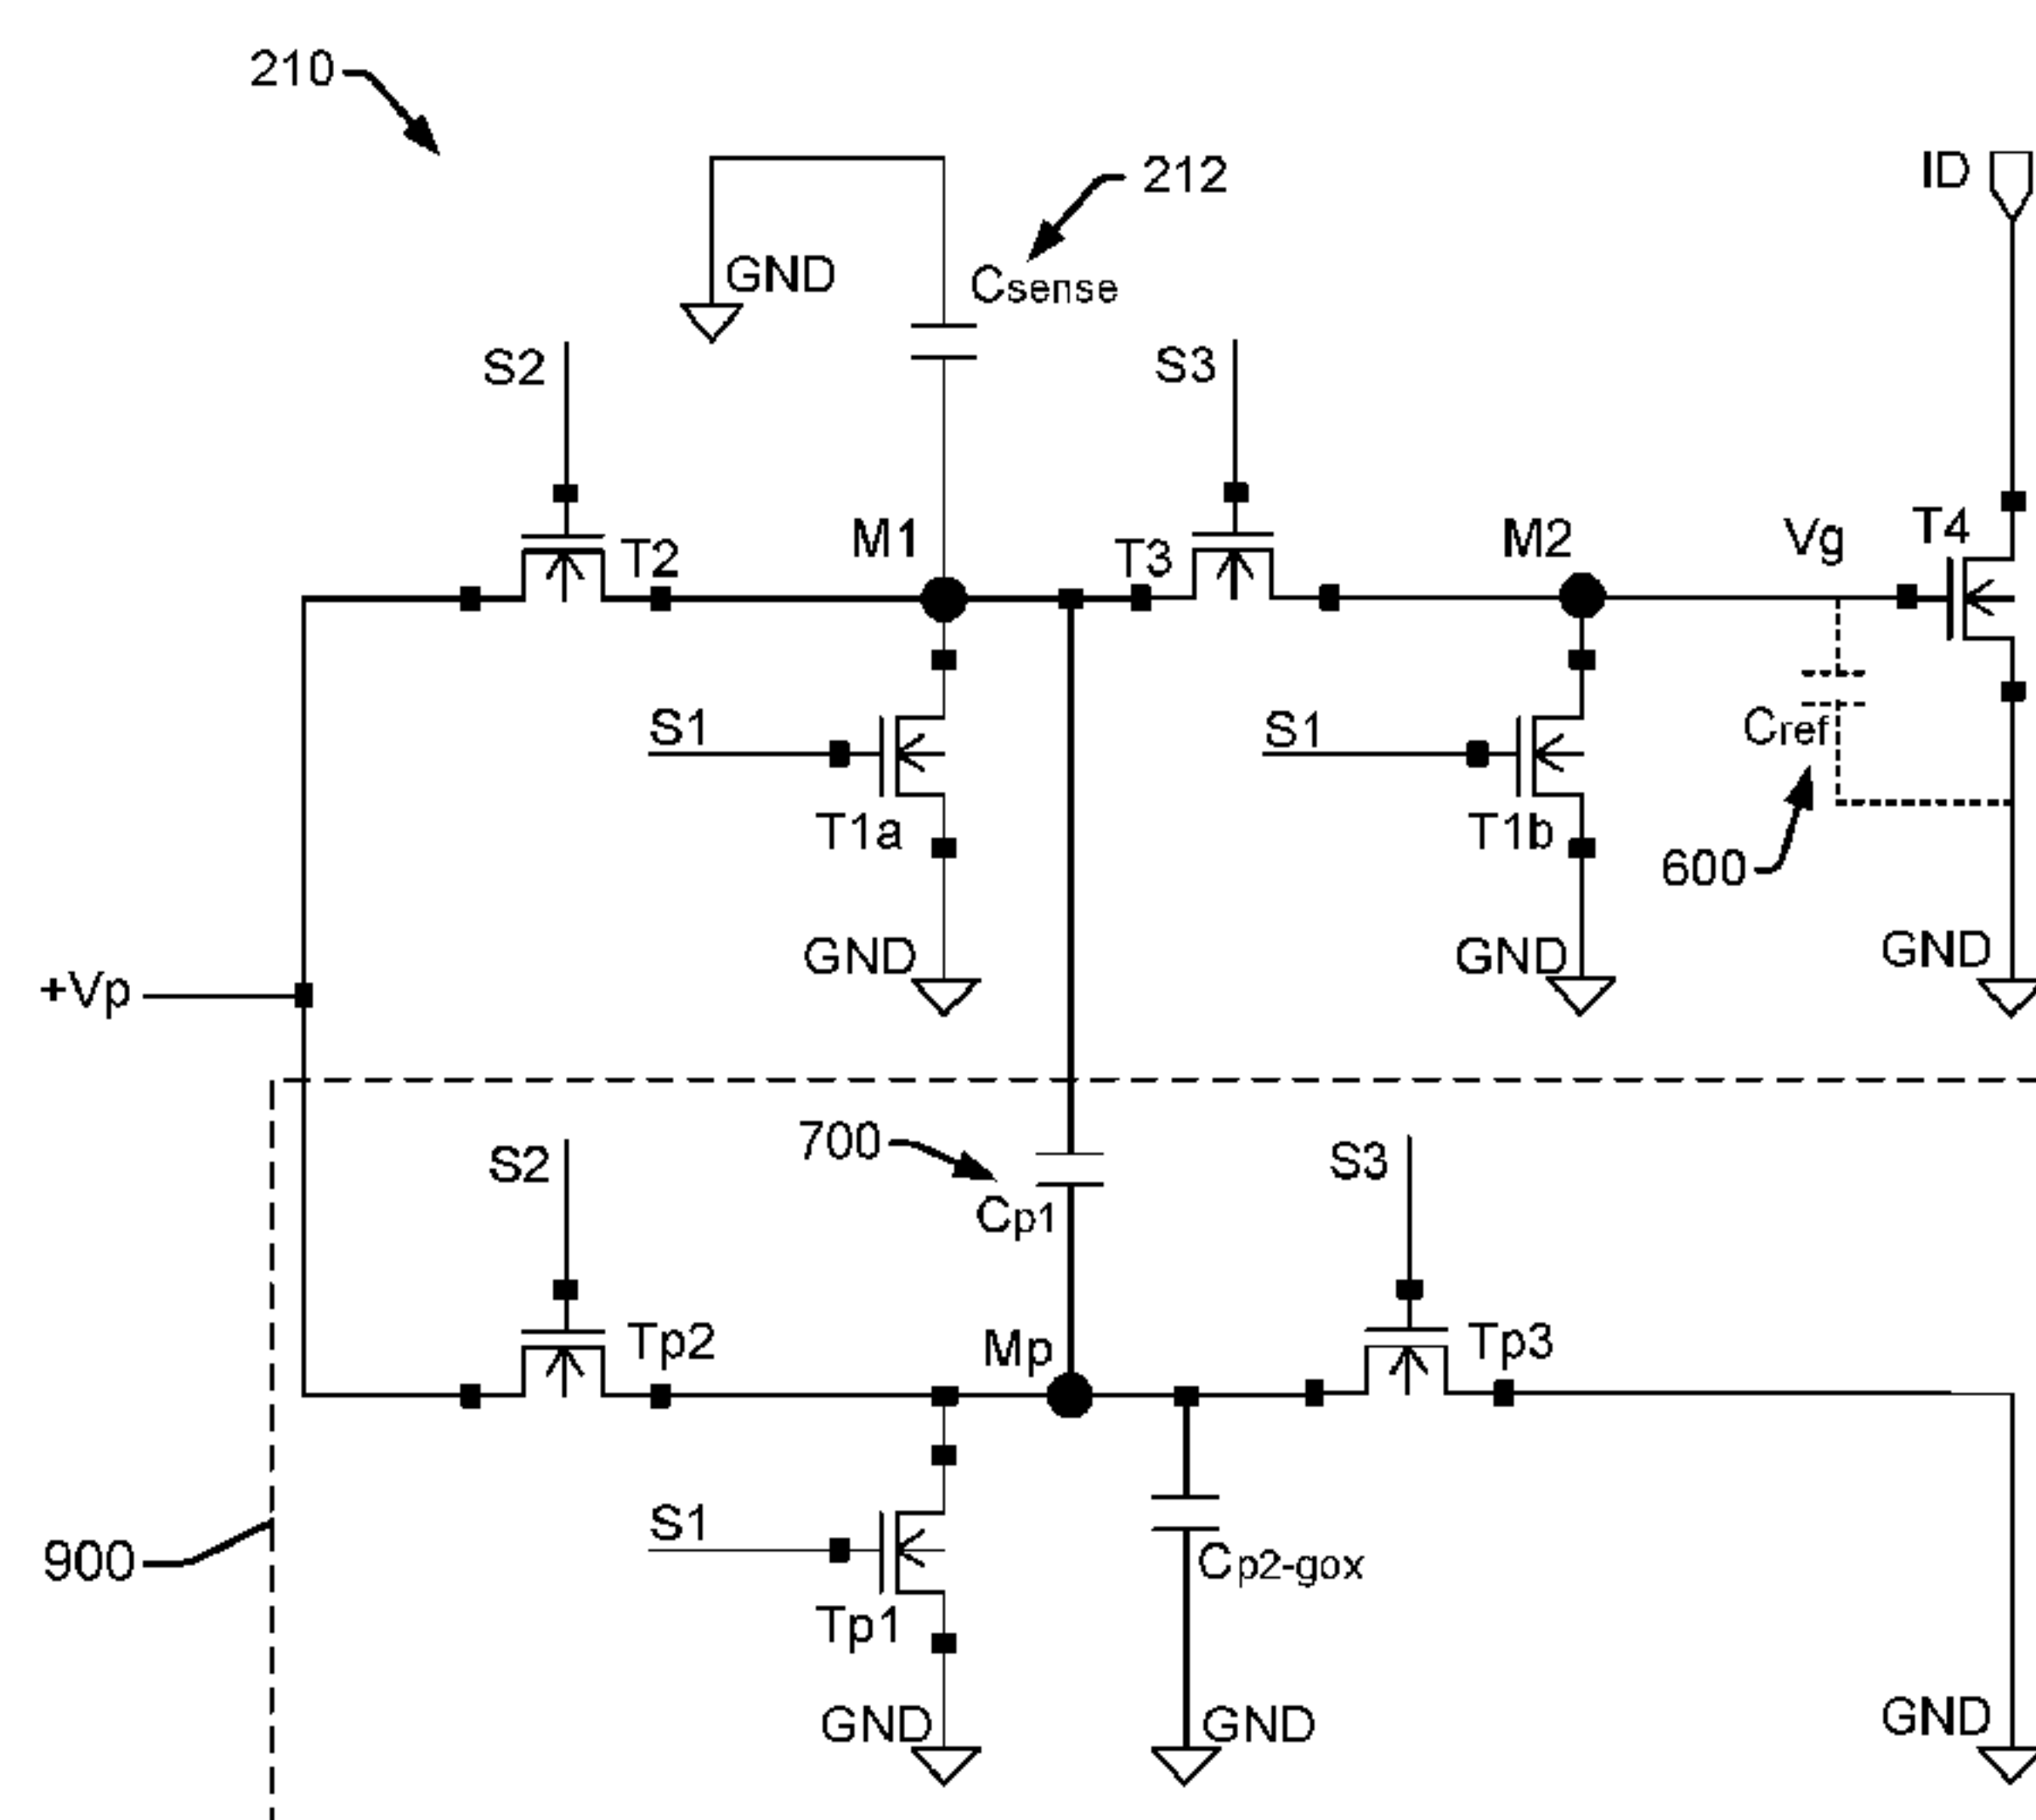 210
212
ID
GND
Csense
S2
S3
M1
T2
T3
M2
Vg
T4
S1
S1
Cref
T1a
T1b
600
GND
GND
GND
+Vp
700
S2
S3
Cp1
Tp2
Mp
Tp3
S1
900
Cp2-gox
Tp1
GND
GND
GND